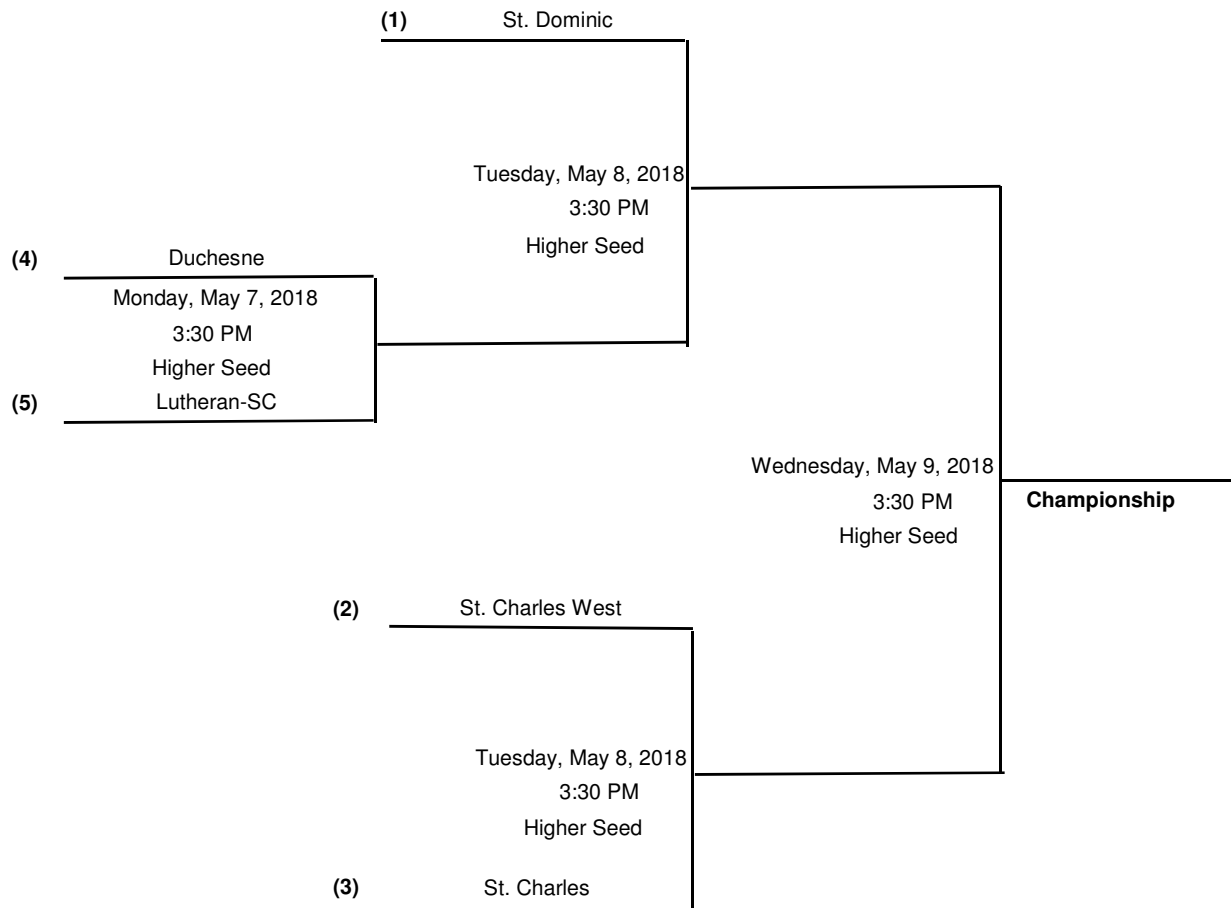 (1) St. Dominic
Tuesday, May 8, 2018
3:30 PM
Higher Seed
(4) Duchesne
Monday, May 7, 2018
3:30 PM
Higher Seed
(5) Lutheran-SC
Wednesday, May 9, 2018
3:30 PM
Higher Seed
Championship
(2) St. Charles West
Tuesday, May 8, 2018
3:30 PM
Higher Seed
(3) St. Charles